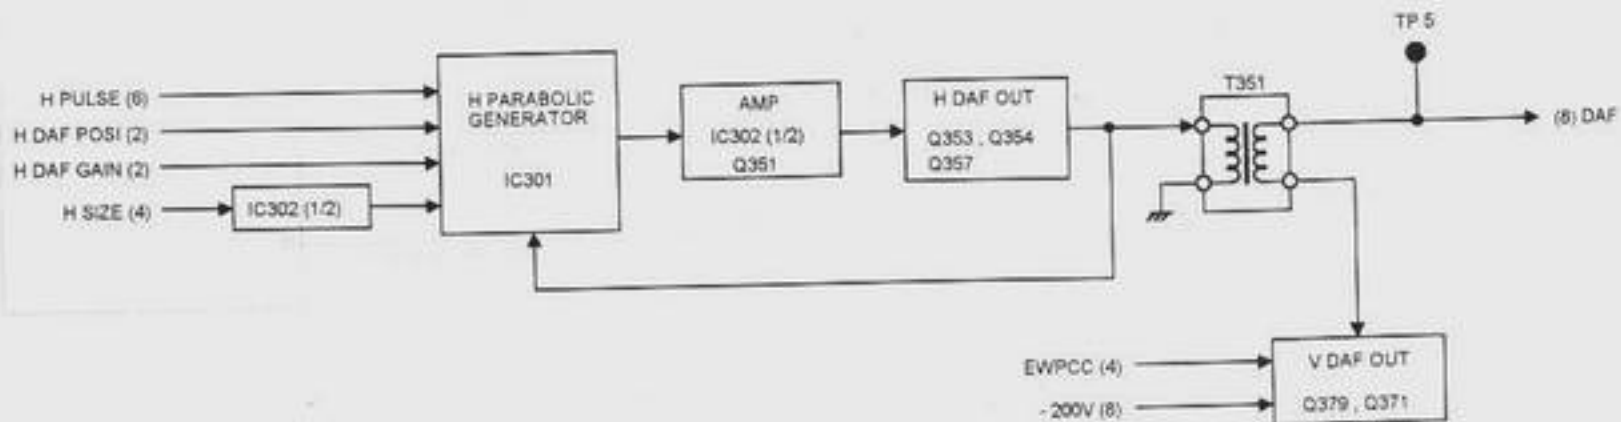 TP 5
H PULSE (6)
H DAF POSI (2)
H DAF GAIN (2)
H SIZE (4)
IC302 (1/2)
H PARABOLIC
GENERATOR
IC301
AMP
IC302 (1/2)
Q351
H DAF OUT
Q353 , Q354
Q357
T351
(8) DAF
EWPCC (4)
- 200V (8)
V DAF OUT
Q379 , Q371